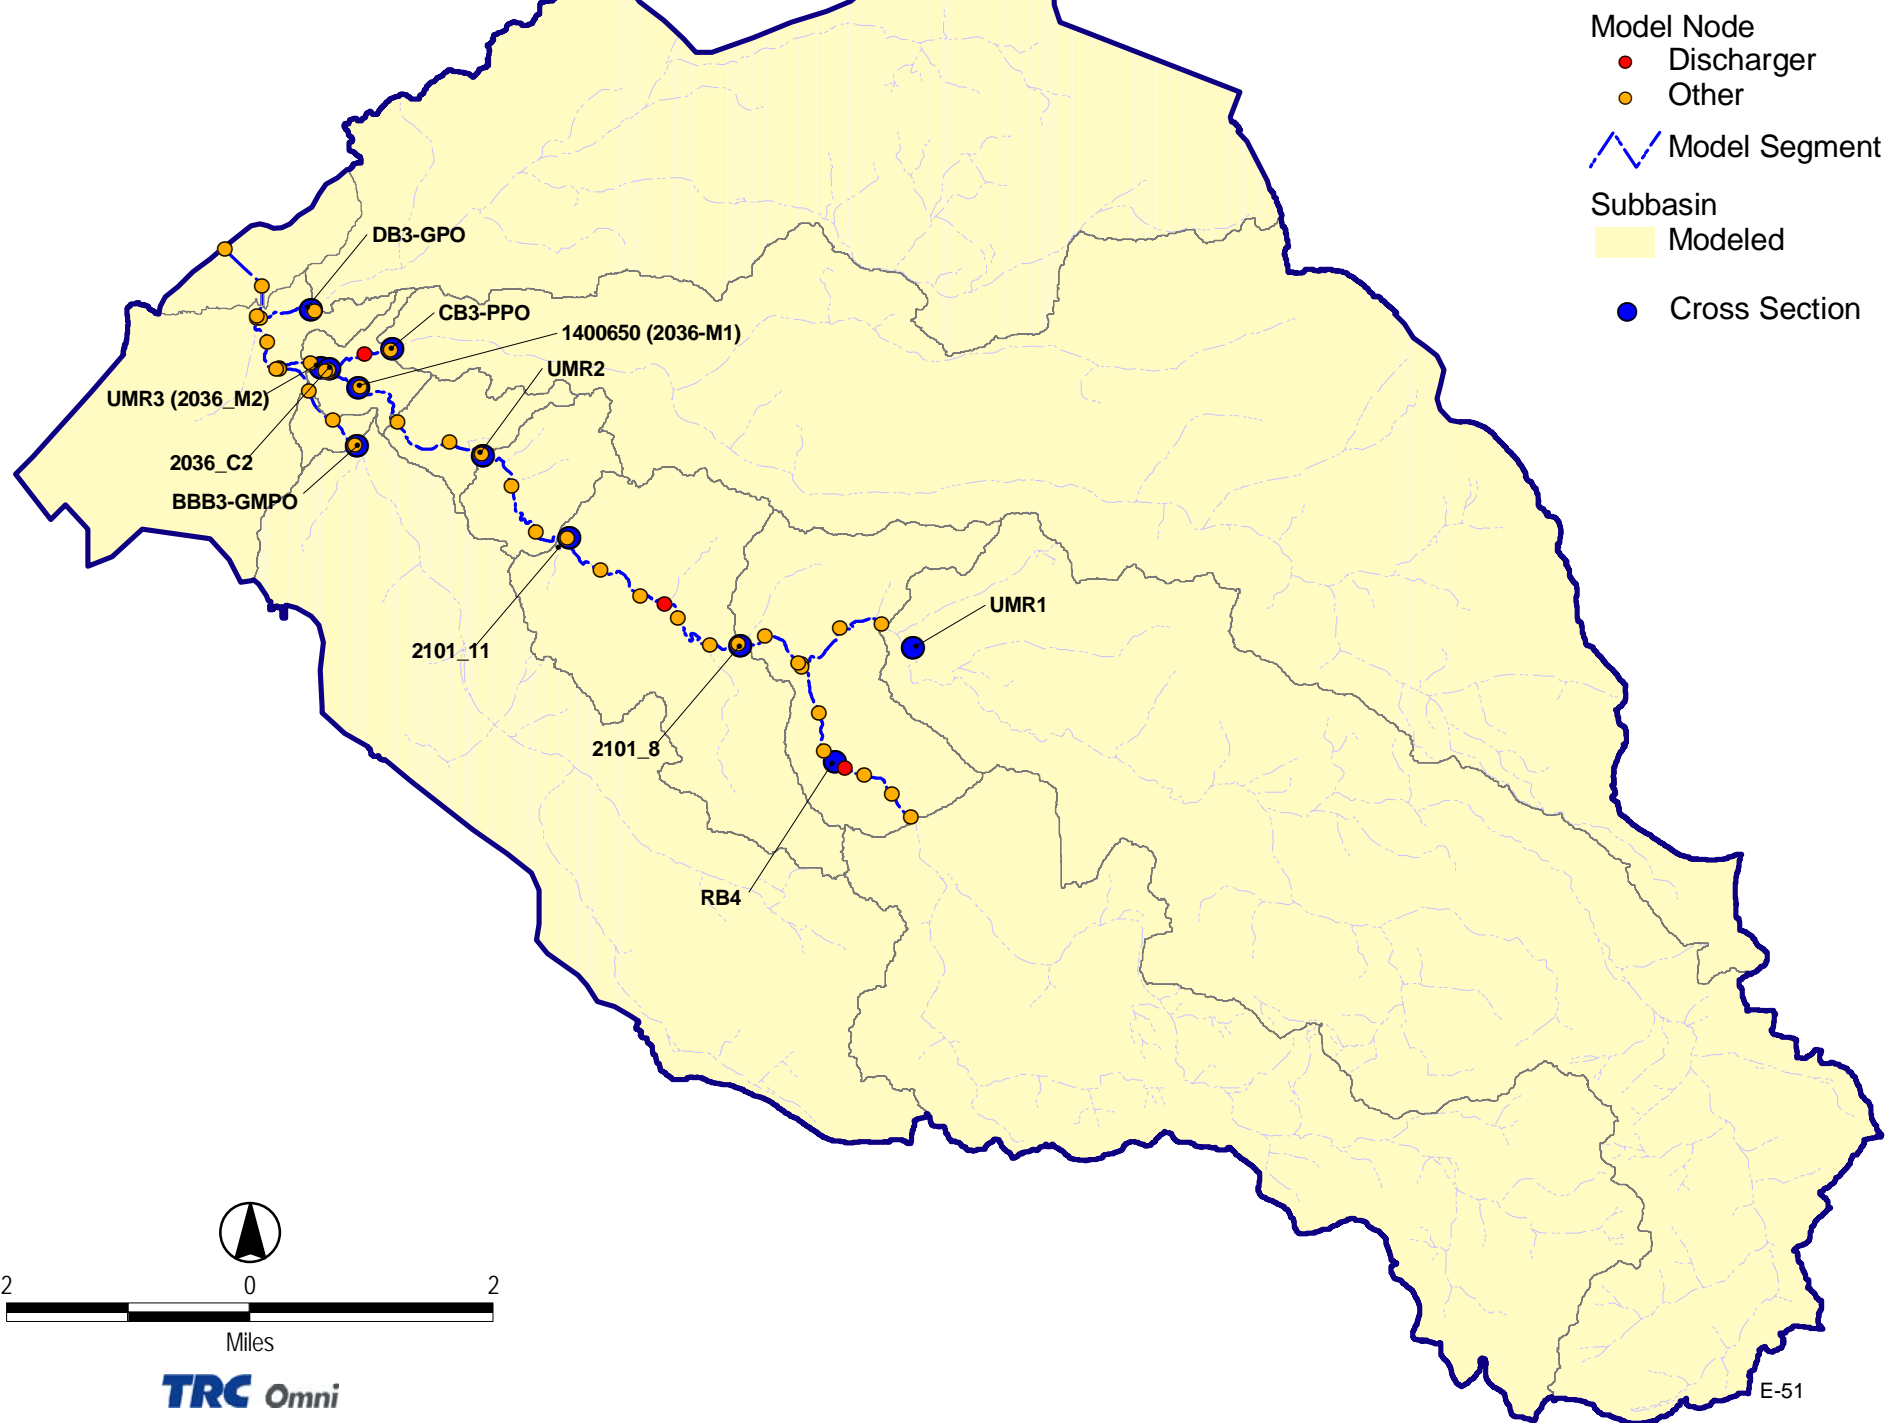 Model Node
Discharger
Other
Model Segment
Subbasin
Modeled
Cross Section
DB3-GPO
CB3-PPO
1400650 (2036-M1)
UMR2
UMR3 (2036_M2)
2036_C2
BBB3-GMPO
UMR1
2101_11
2101_8
RB4
2 0 2
Miles
TRC Omni
E-51